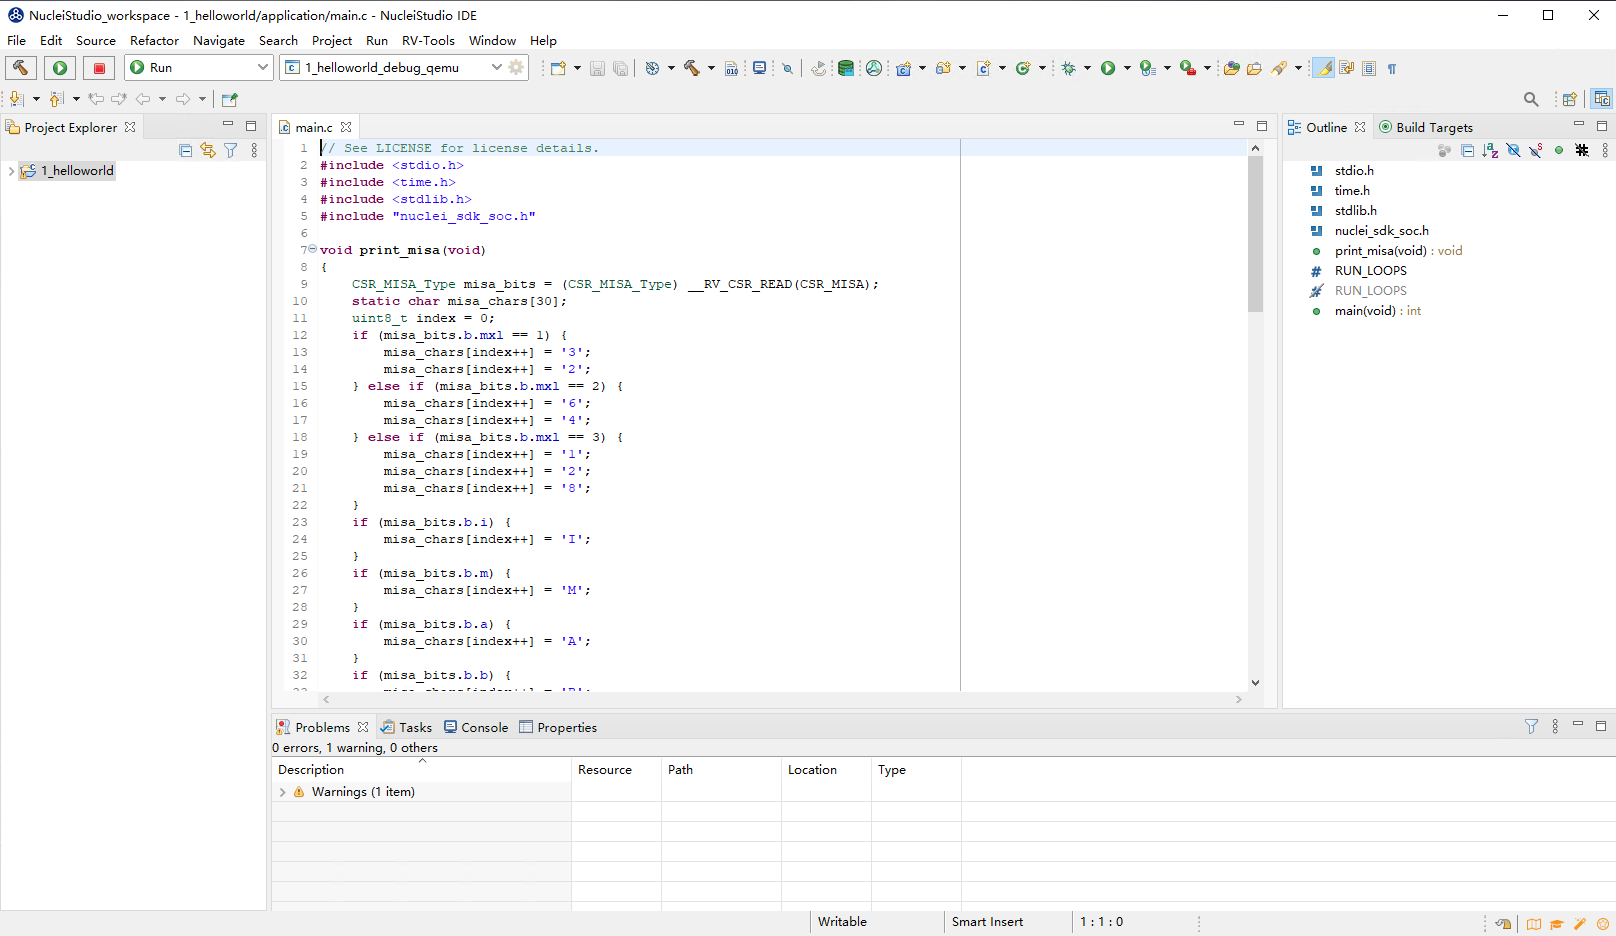 NucleiStudio_workspace - 1_helloworld/application/main.c - NucleiStudio IDE
File Edit Source Refactor Navigate Search Project Run RV-Tools Window Help
Run
1_helloworld_debug_qemu
Project Explorer
1_helloworld
main.c
1 // See LICENSE for license details.
2 #include <stdio.h>
3 #include <time.h>
4 #include <stdlib.h>
5 #include "nuclei_sdk_soc.h"
6
7 void print_misa(void)
8 {
9 CSR_MISA_Type misa_bits = (CSR_MISA_Type) __RV_CSR_READ(CSR_MISA);
10 static char misa_chars[30];
11 uint8_t index = 0;
12 if (misa_bits.b.mxl == 1) {
13 misa_chars[index++] = '3';
14 misa_chars[index++] = '2';
15 } else if (misa_bits.b.mxl == 2) {
16 misa_chars[index++] = '6';
17 misa_chars[index++] = '4';
18 } else if (misa_bits.b.mxl == 3) {
19 misa_chars[index++] = '1';
20 misa_chars[index++] = '2';
21 misa_chars[index++] = '8';
22 }
23 if (misa_bits.b.i) {
24 misa_chars[index++] = 'I';
25 }
26 if (misa_bits.b.m) {
27 misa_chars[index++] = 'M';
28 }
29 if (misa_bits.b.a) {
30 misa_chars[index++] = 'A';
31 }
32 if (misa_bits.b.b) {
Outline
Build Targets
stdio.h
time.h
stdlib.h
nuclei_sdk_soc.h
print_misa(void) : void
RUN_LOOPS
RUN_LOOPS
main(void) : int
Problems Tasks Console Properties
0 errors, 1 warning, 0 others
Description Resource Path Location Type
Warnings (1 item)
Writable Smart Insert 1 : 1 : 0